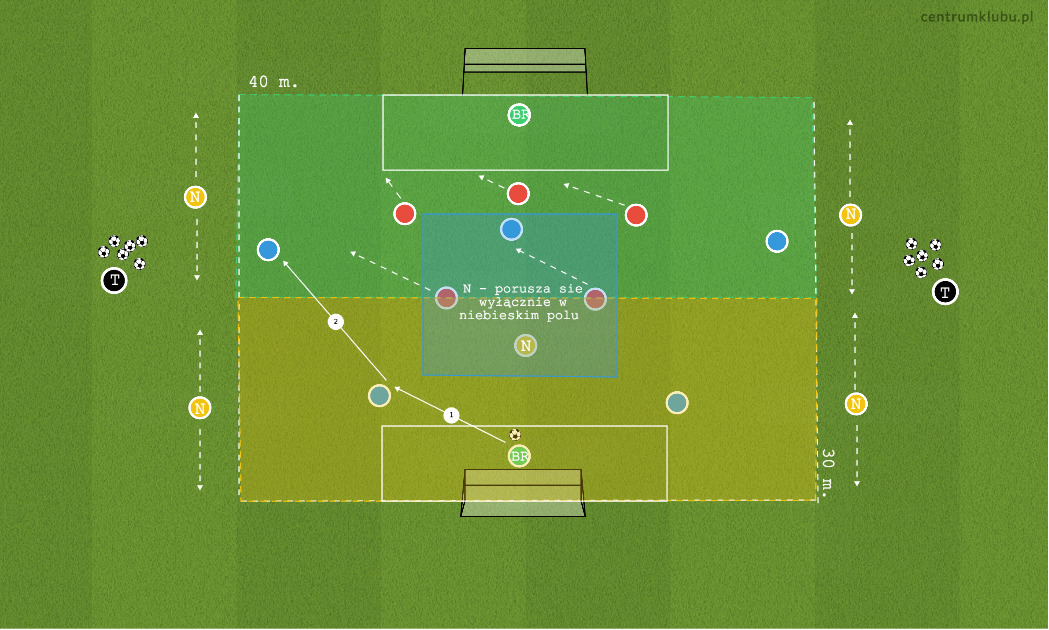 centrumklubu.pl
40 m.
BR
N
N
N - porusza sie
wyłącznie w
niebieskim polu
T
T
2
N
1
N
N
BR
30 m.